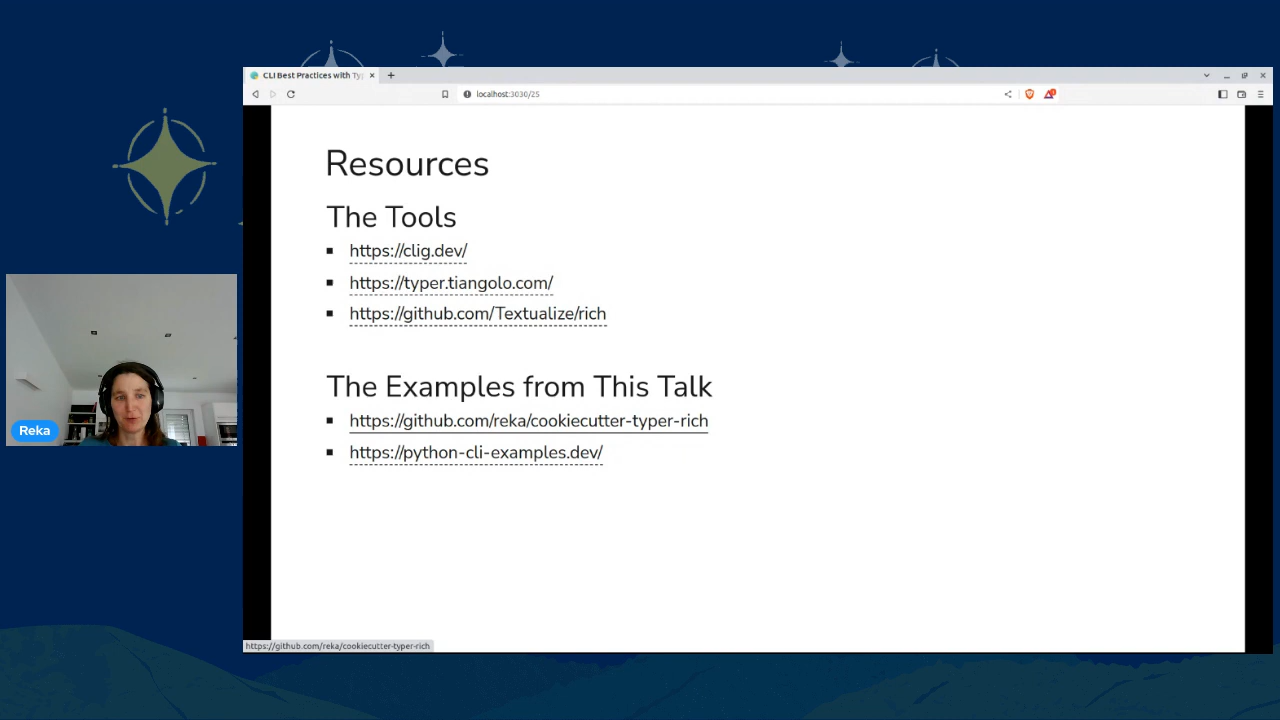 CLI Best Practices with Ty
localhost:3030/25
Resources
The Tools
https://clig.dev/
https://typer.tiangolo.com/
https://github.com/Textualize/rich
The Examples from This Talk
https://github.com/reka/cookiecutter-typer-rich
https://python-cli-examples.dev/
Reka
https://github.com/reka/cookiecutter-typer-rich